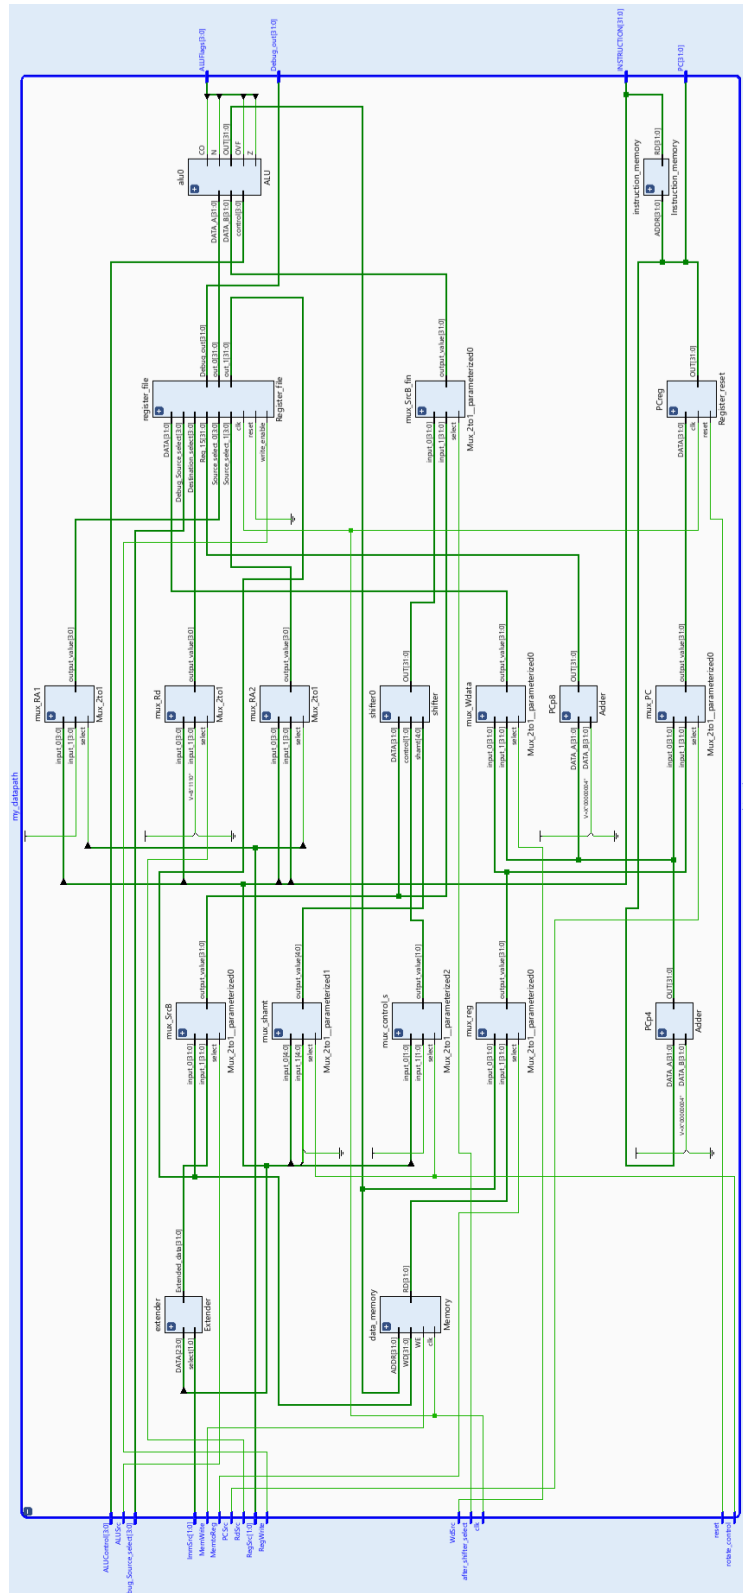 my_datapath
ALUFlags[3:0]
Debug_out[31:0]
INSTRUCTION[31:0]
PC[31:0]
alu0
CO
N
OUT[31:0]
OVF
Z
ALU
DATA_A[31:0]
DATA_B[31:0]
control[3:0]
instruction_memory
RD[31:0]
Instruction_memory
ADDR[31:0]
register_file
Debug_out[31:0]
out_0[31:0]
out_1[31:0]
Register_file
DATA[31:0]
Debug_Source_select[3:0]
Destination_select[3:0]
Reg_15[31:0]
Source_select_0[3:0]
Source_select_1[3:0]
clk
reset
write_enable
mux_SrcB_fin
output_value[31:0]
Mux_2to1__parameterized0
input_0[31:0]
input_1[31:0]
select
PCreg
OUT[31:0]
Register_reset
DATA[31:0]
clk
reset
mux_RA1
output_value[3:0]
Mux_2to1
input_0[3:0]
input_1[3:0]
select
mux_Rd
output_value[3:0]
Mux_2to1
input_0[3:0]
input_1[3:0]
V=B"1110"
select
mux_RA2
output_value[3:0]
Mux_2to1
input_0[3:0]
input_1[3:0]
select
shifter0
OUT[31:0]
shifter
DATA[31:0]
control[1:0]
shamt[4:0]
mux_Wdata
output_value[31:0]
Mux_2to1__parameterized0
input_0[31:0]
input_1[31:0]
select
PCp8
OUT[31:0]
Adder
DATA_A[31:0]
DATA_B[31:0]
V=X"00000004"
mux_PC
output_value[31:0]
Mux_2to1__parameterized0
input_0[31:0]
input_1[31:0]
select
mux_SrcB
output_value[31:0]
Mux_2to1__parameterized0
input_0[31:0]
input_1[31:0]
select
mux_shamt
output_value[4:0]
Mux_2to1__parameterized1
input_0[4:0]
input_1[4:0]
select
mux_control_s
output_value[1:0]
Mux_2to1__parameterized2
input_0[1:0]
input_1[1:0]
select
mux_reg
output_value[31:0]
Mux_2to1__parameterized0
input_0[31:0]
input_1[31:0]
select
PCp4
OUT[31:0]
Adder
DATA_A[31:0]
DATA_B[31:0]
V=X"00000004"
extender
Extended_data[31:0]
Extender
DATA[23:0]
select[1:0]
data_memory
RD[31:0]
Memory
ADDR[31:0]
WD[31:0]
WE
clk
ALUControl[3:0]
ALUSrc
bug_Source_select[3:0]
ImmSrc[1:0]
MemWrite
MemtoReg
PCSrc
RdSrc
RegSrc[1:0]
RegWrite
WdSrc
after_shifter_select
clk
reset
rotate_control